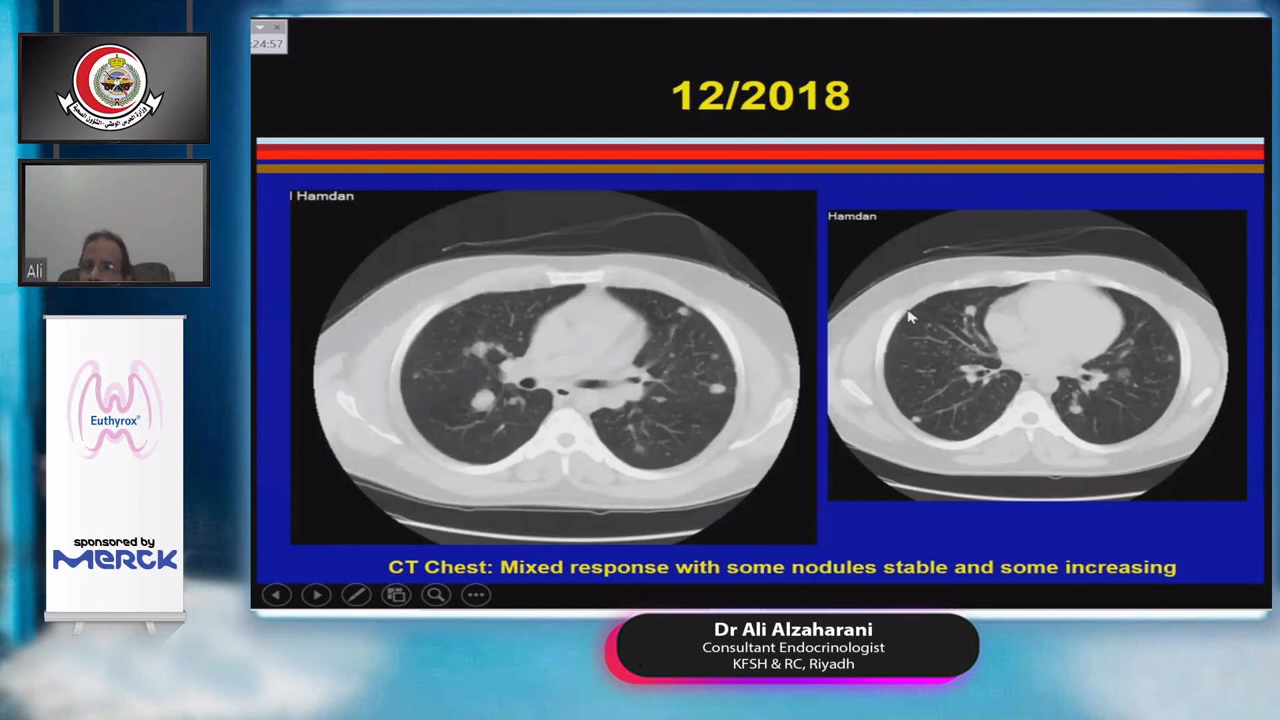 :24:57
12/2018
l Hamdan
Hamdan
CT Chest: Mixed response with some nodules stable and some increasing
Ali
Euthyrox®
sponsored by
MERCK
Dr Ali Alzaharani
Consultant Endocrinologist
KFSH & RC, Riyadh